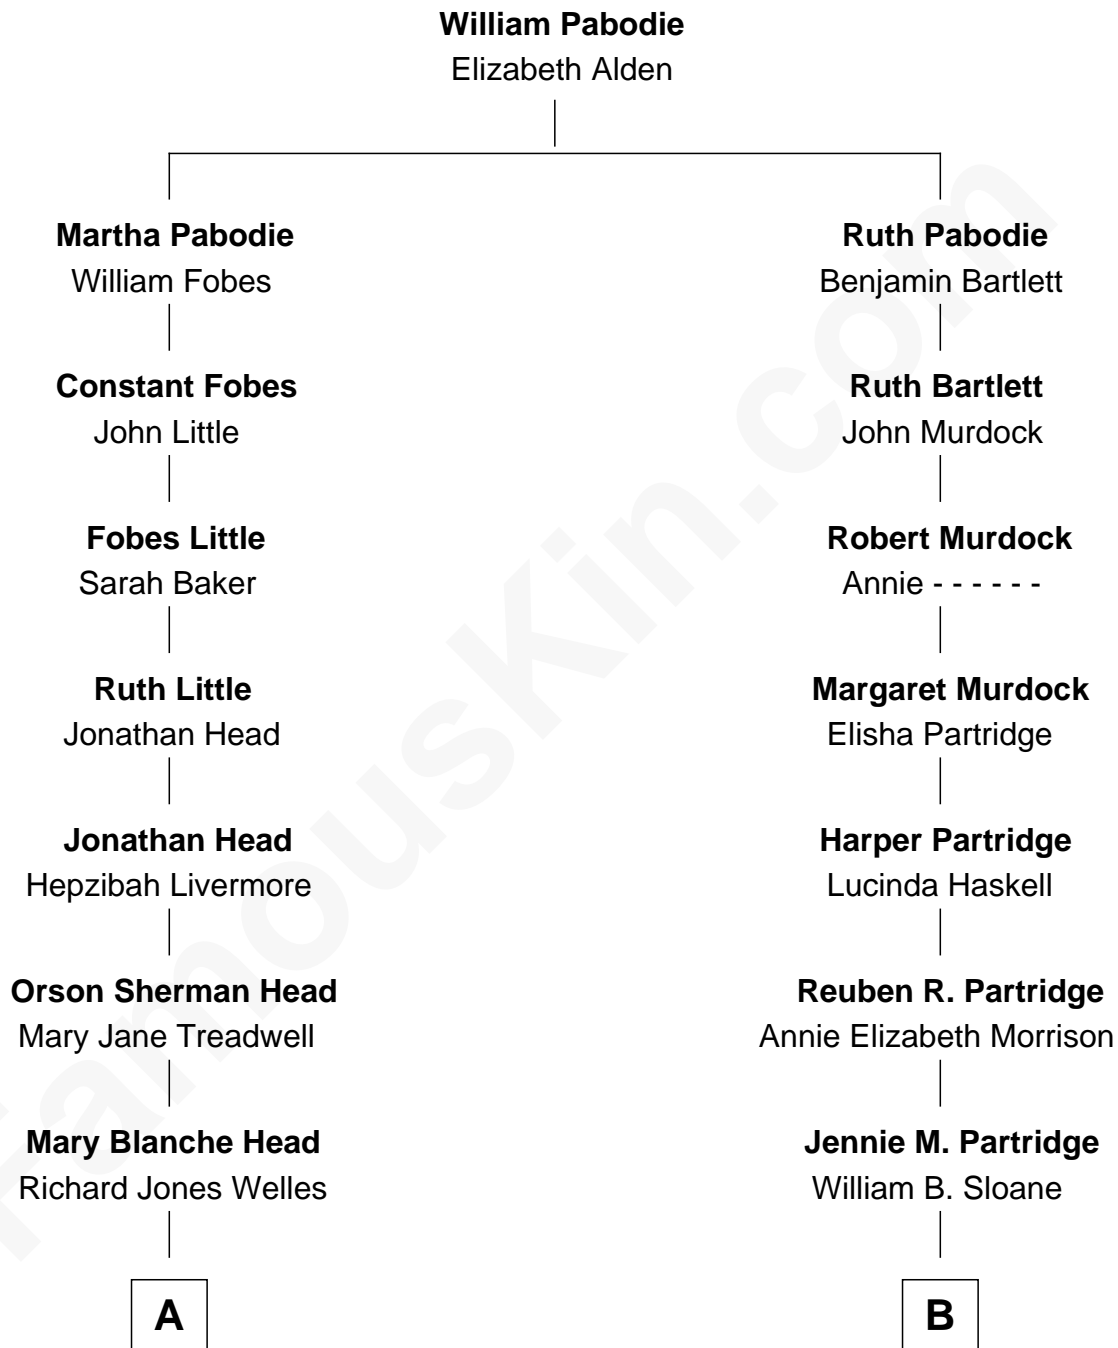 William Pabodie
Elizabeth Alden
Martha Pabodie
William Fobes
Ruth Pabodie
Benjamin Bartlett
Constant Fobes
John Little
Ruth Bartlett
John Murdock
Fobes Little
Sarah Baker
Robert Murdock
Annie - - - - - -
Ruth Little
Jonathan Head
Margaret Murdock
Elisha Partridge
Jonathan Head
Hepzibah Livermore
Harper Partridge
Lucinda Haskell
Orson Sherman Head
Mary Jane Treadwell
Reuben R. Partridge
Annie Elizabeth Morrison
Mary Blanche Head
Richard Jones Welles
Jennie M. Partridge
William B. Sloane
A
B
FamousKin.com